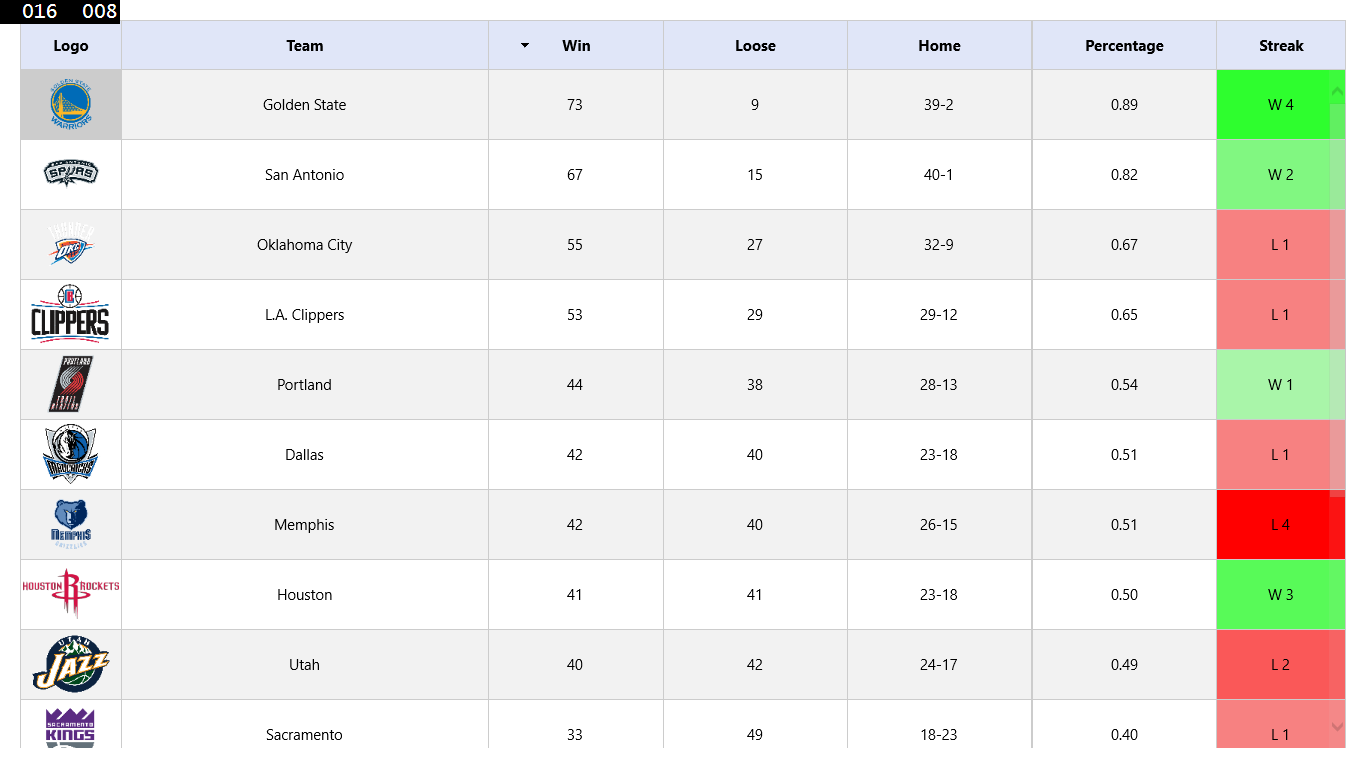 016 008
Logo Team Win Loose Home Percentage Streak
GOLDEN STATE WARRIORS Golden State 73 9 39-2 0.89 W 4
SAN ANTONIO SPURS San Antonio 67 15 40-1 0.82 W 2
THUNDER OKC Oklahoma City 55 27 32-9 0.67 L 1
CLIPPERS L.A. Clippers 53 29 29-12 0.65 L 1
PORTLAND TRAIL BLAZERS Portland 44 38 28-13 0.54 W 1
MAVERICKS Dallas 42 40 23-18 0.51 L 1
MEMPHIS GRIZZLIES Memphis 42 40 26-15 0.51 L 4
HOUSTON R ROCKETS Houston 41 41 23-18 0.50 W 3
UTAH JAZZ Utah 40 42 24-17 0.49 L 2
SACRAMENTO KINGS Sacramento 33 49 18-23 0.40 L 1